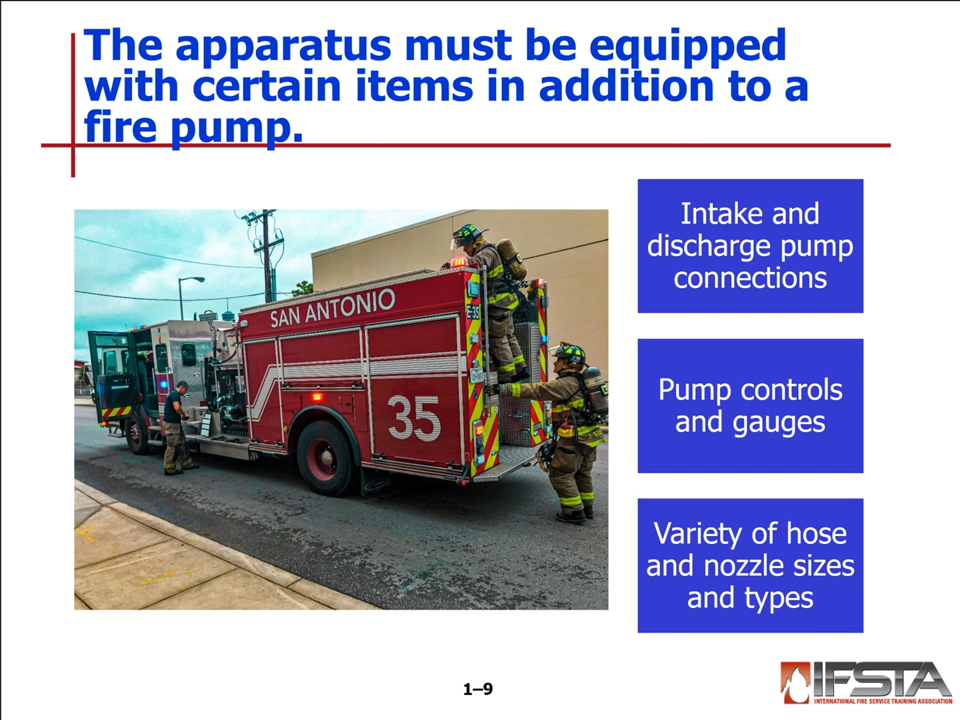 The apparatus must be equipped
with certain items in addition to a
fire pump.
SAN ANTONIO
E-35
35
Intake and
discharge pump
connections
Pump controls
and gauges
Variety of hose
and nozzle sizes
and types
1–9
IFSTA
INTERNATIONAL FIRE SERVICE TRAINING ASSOCIATION